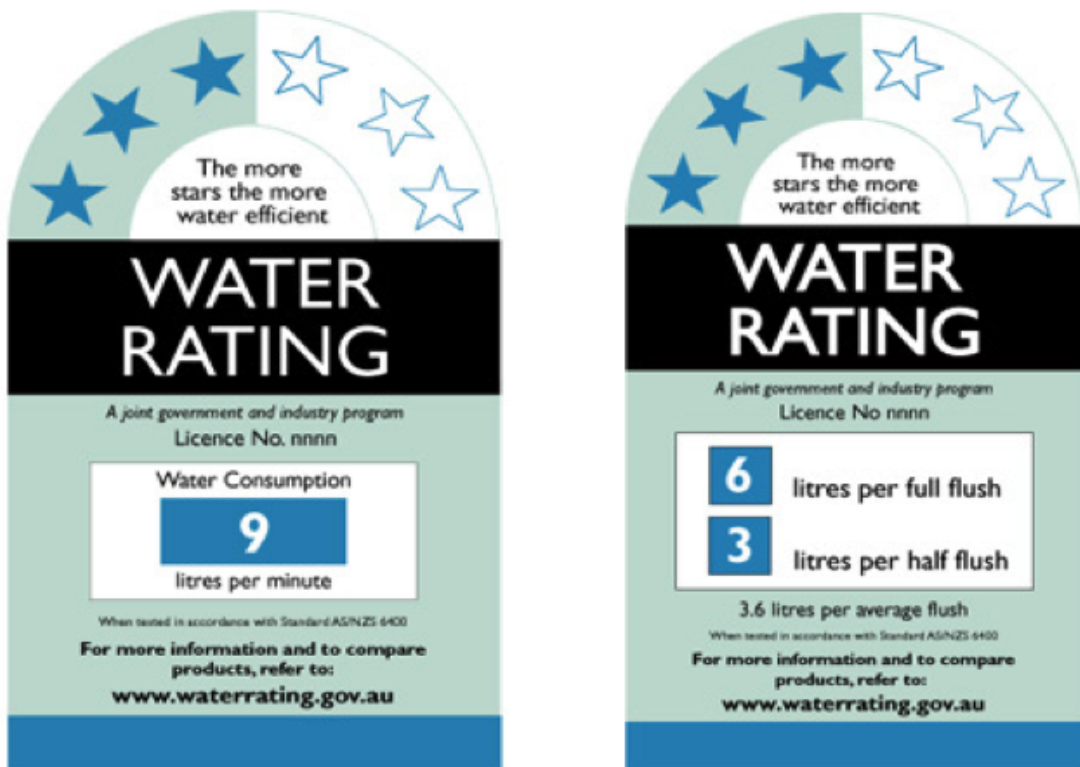 The more
stars the more
water efficient
WATER
RATING
A joint government and industry program
Licence No. nnnn
Water Consumption
9
litres per minute
When tested in accordance with Standard AS/NZS 6400
For more information and to compare
products, refer to:
www.waterrating.gov.au
The more
stars the more
water efficient
WATER
RATING
A joint government and industry program
Licence No nnnn
6 litres per full flush
3 litres per half flush
3.6 litres per average flush
When tested in accordance with Standard AS/NZS 6400
For more information and to compare
products, refer to:
www.waterrating.gov.au